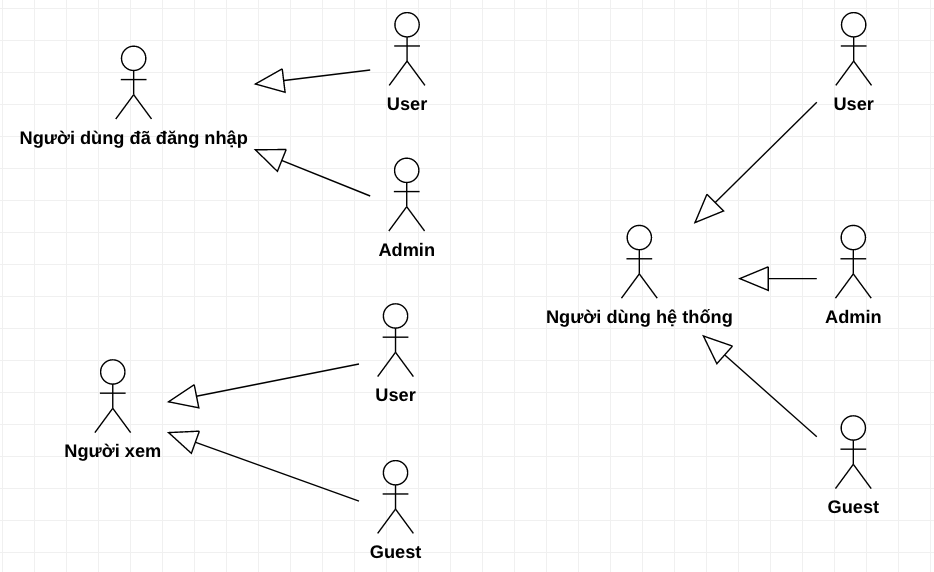 User
Người dùng đã đăng nhập
Admin
User
Người xem
Guest
User
Người dùng hệ thống
Admin
Guest